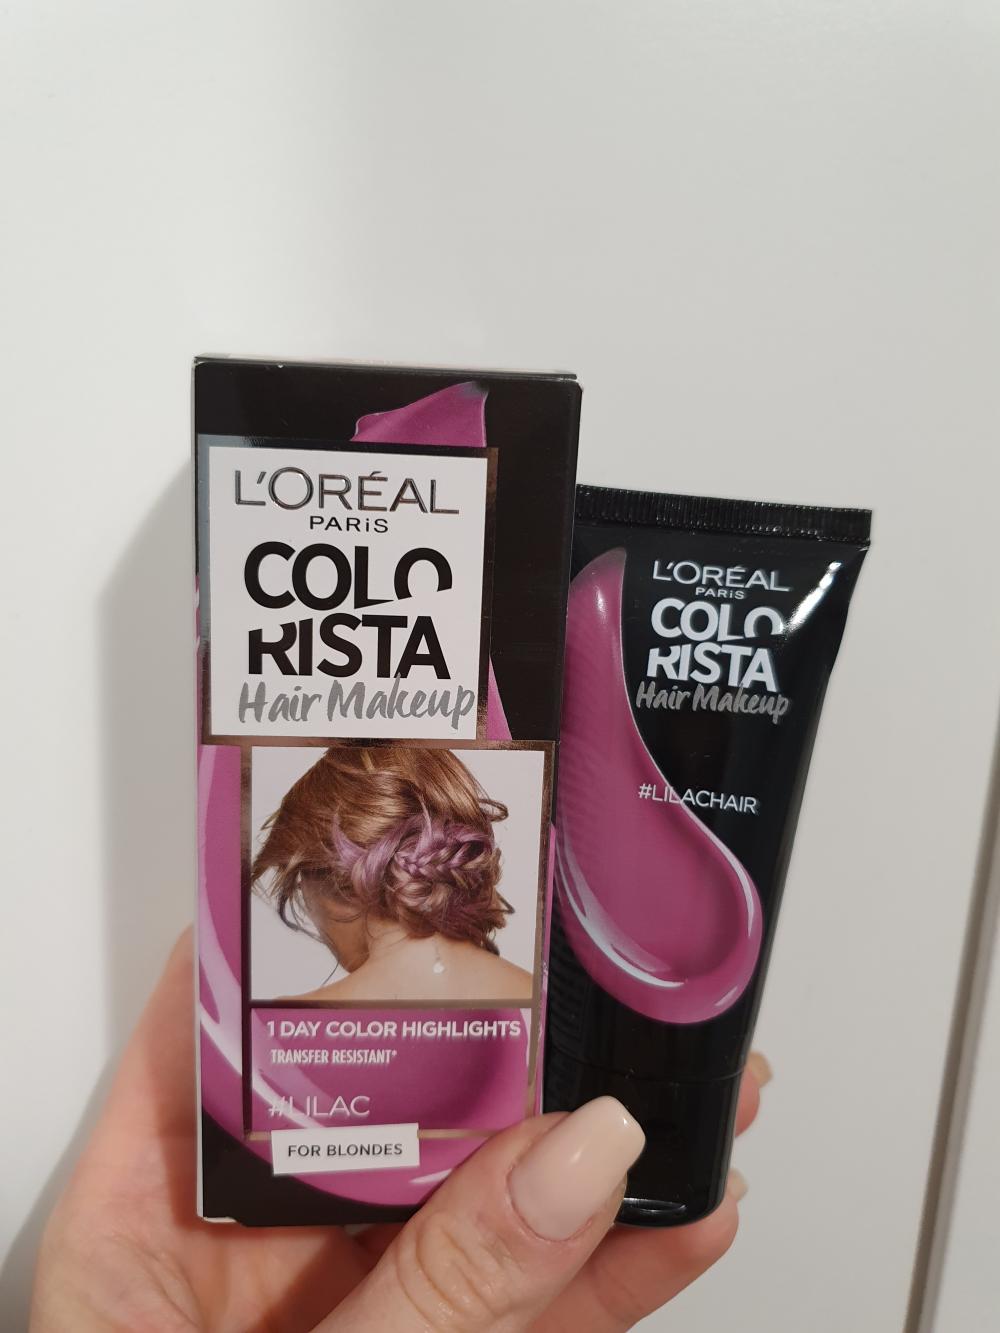 L'ORÉAL
PARiS
COLO
RISTA
Hair Makeup
1 DAY COLOR HIGHLIGHTS
TRANSFER RESISTANT*
#LILAC
FOR BLONDES
L'ORÉAL
PARiS
COLO
RISTA
Hair Makeup
#LILACHAIR